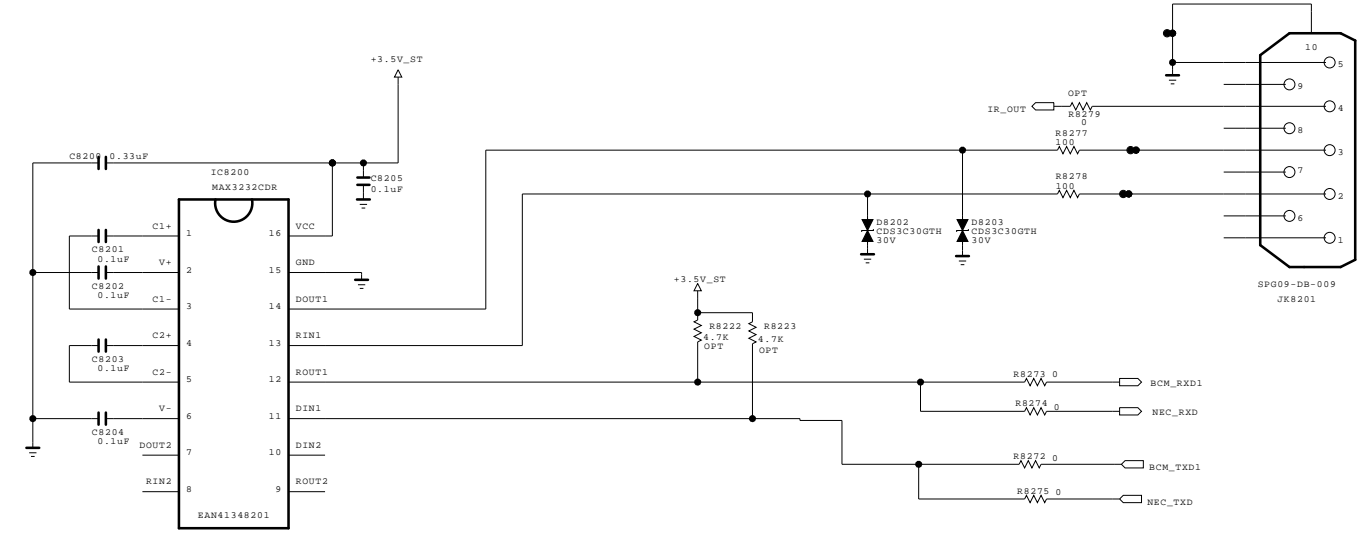 +3.5V_ST
C8200 0.33uF
C8205
0.1uF
IC8200
MAX3232CDR
C1+
1
C8201
0.1uF
V+
2
C8202
0.1uF
C1-
3
C2+
4
C8203
0.1uF
C2-
5
V-
6
C8204
0.1uF
DOUT2
7
RIN2
8
16
VCC
15
GND
14
DOUT1
13
RIN1
12
ROUT1
11
DIN1
10
DIN2
9
ROUT2
EAN41348201
+3.5V_ST
R8222
4.7K
OPT
R8223
4.7K
OPT
D8202
CDS3C30GTH
30V
D8203
CDS3C30GTH
30V
IR_OUT
OPT
R8279
0
R8277
100
R8278
100
10
5
9
4
8
3
7
2
6
1
SPG09-DB-009
JK8201
R8273 0
BCM_RXD1
R8274 0
NEC_RXD
R8272 0
BCM_TXD1
R8275 0
NEC_TXD